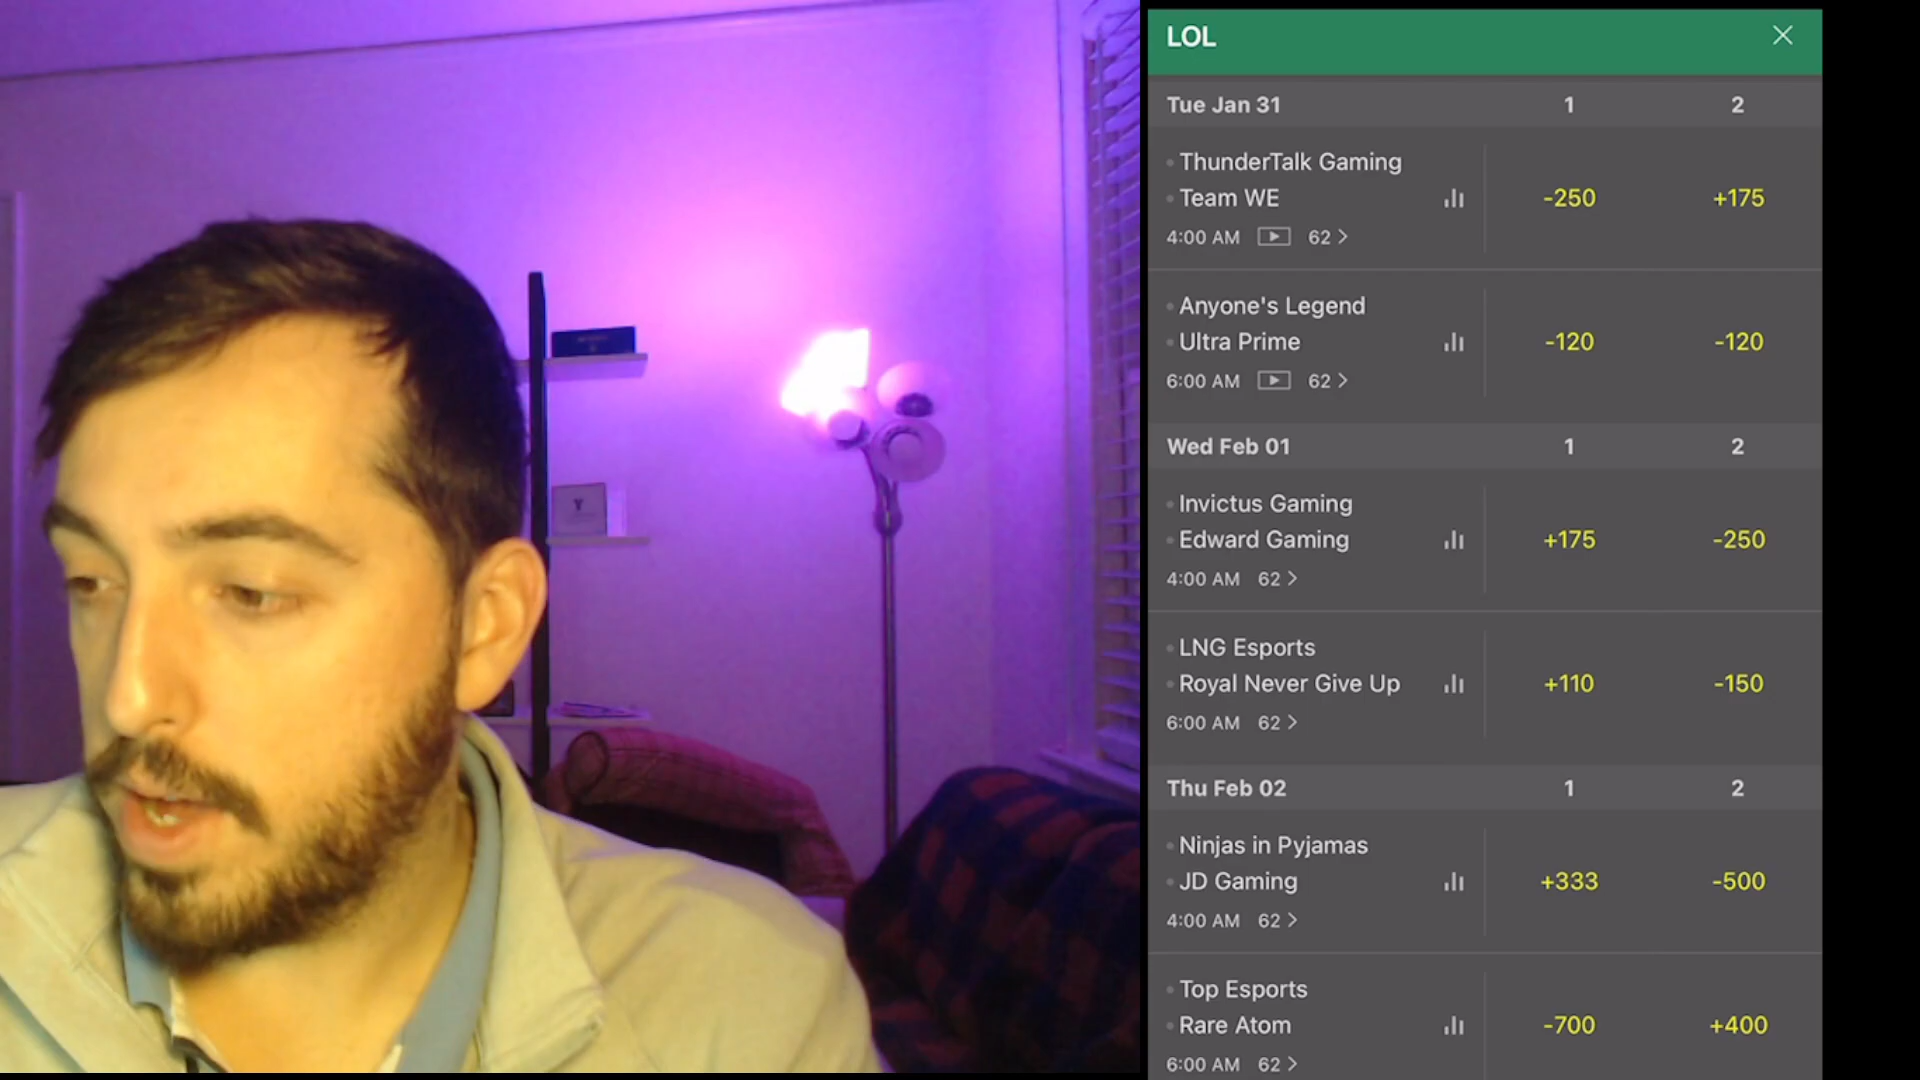 LOL
Tue Jan 31 1 2
ThunderTalk Gaming
Team WE -250 +175
4:00 AM 62
Anyone's Legend
Ultra Prime -120 -120
6:00 AM 62
Wed Feb 01 1 2
Invictus Gaming
Edward Gaming +175 -250
4:00 AM 62
LNG Esports
Royal Never Give Up +110 -150
6:00 AM 62
Thu Feb 02 1 2
Ninjas in Pyjamas
JD Gaming +333 -500
4:00 AM 62
Top Esports
Rare Atom -700 +400
6:00 AM 62